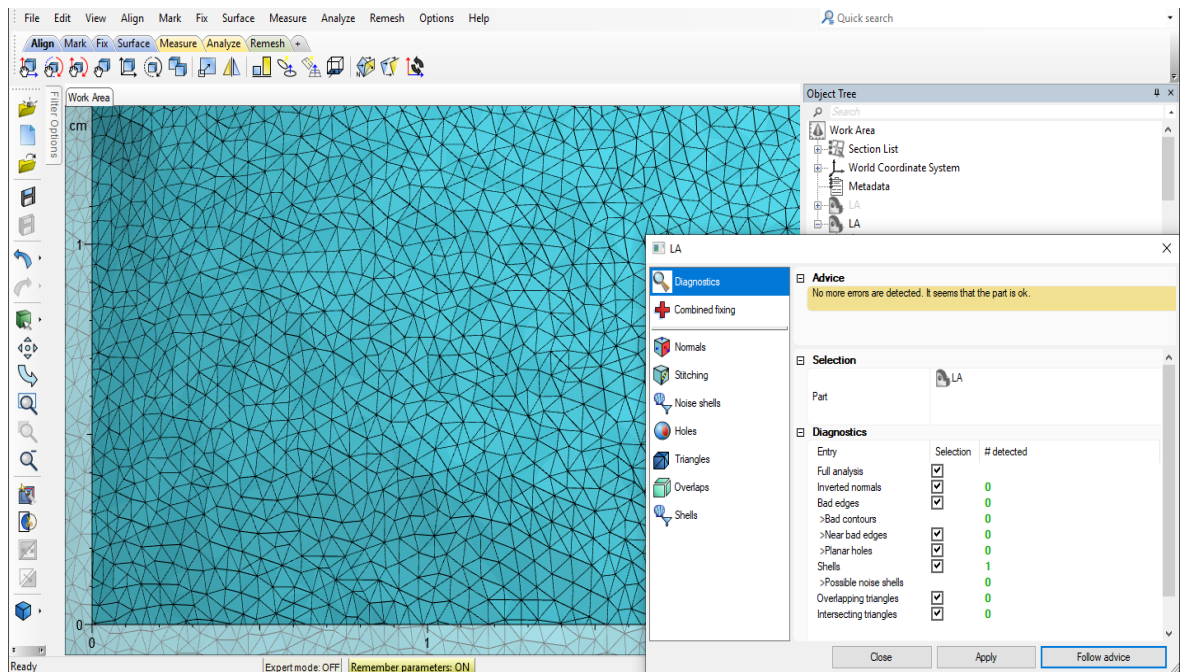 File Edit View Align Mark Fix Surface Measure Analyze Remesh Options Help
Quick search
Align Mark Fix Surface Measure Analyze Remesh +
Filter Options
Work Area
cm
1
0
0
1
Object Tree
Search
Work Area
Section List
World Coordinate System
Metadata
LA
LA
LA
Diagnostics
Combined fixing
Normals
Stitching
Noise shells
Holes
Triangles
Overlaps
Shells
Advice
No more errors are detected. It seems that the part is ok.
Selection
Part
LA
Diagnostics
Entry Selection # detected
Full analysis
Inverted normals 0
Bad edges 0
>Bad contours 0
>Near bad edges 0
>Planar holes 0
Shells 1
>Possible noise shells 0
Overlapping triangles 0
Intersecting triangles 0
Close Apply Follow advice
Ready
Expert mode: OFF Remember parameters: ON